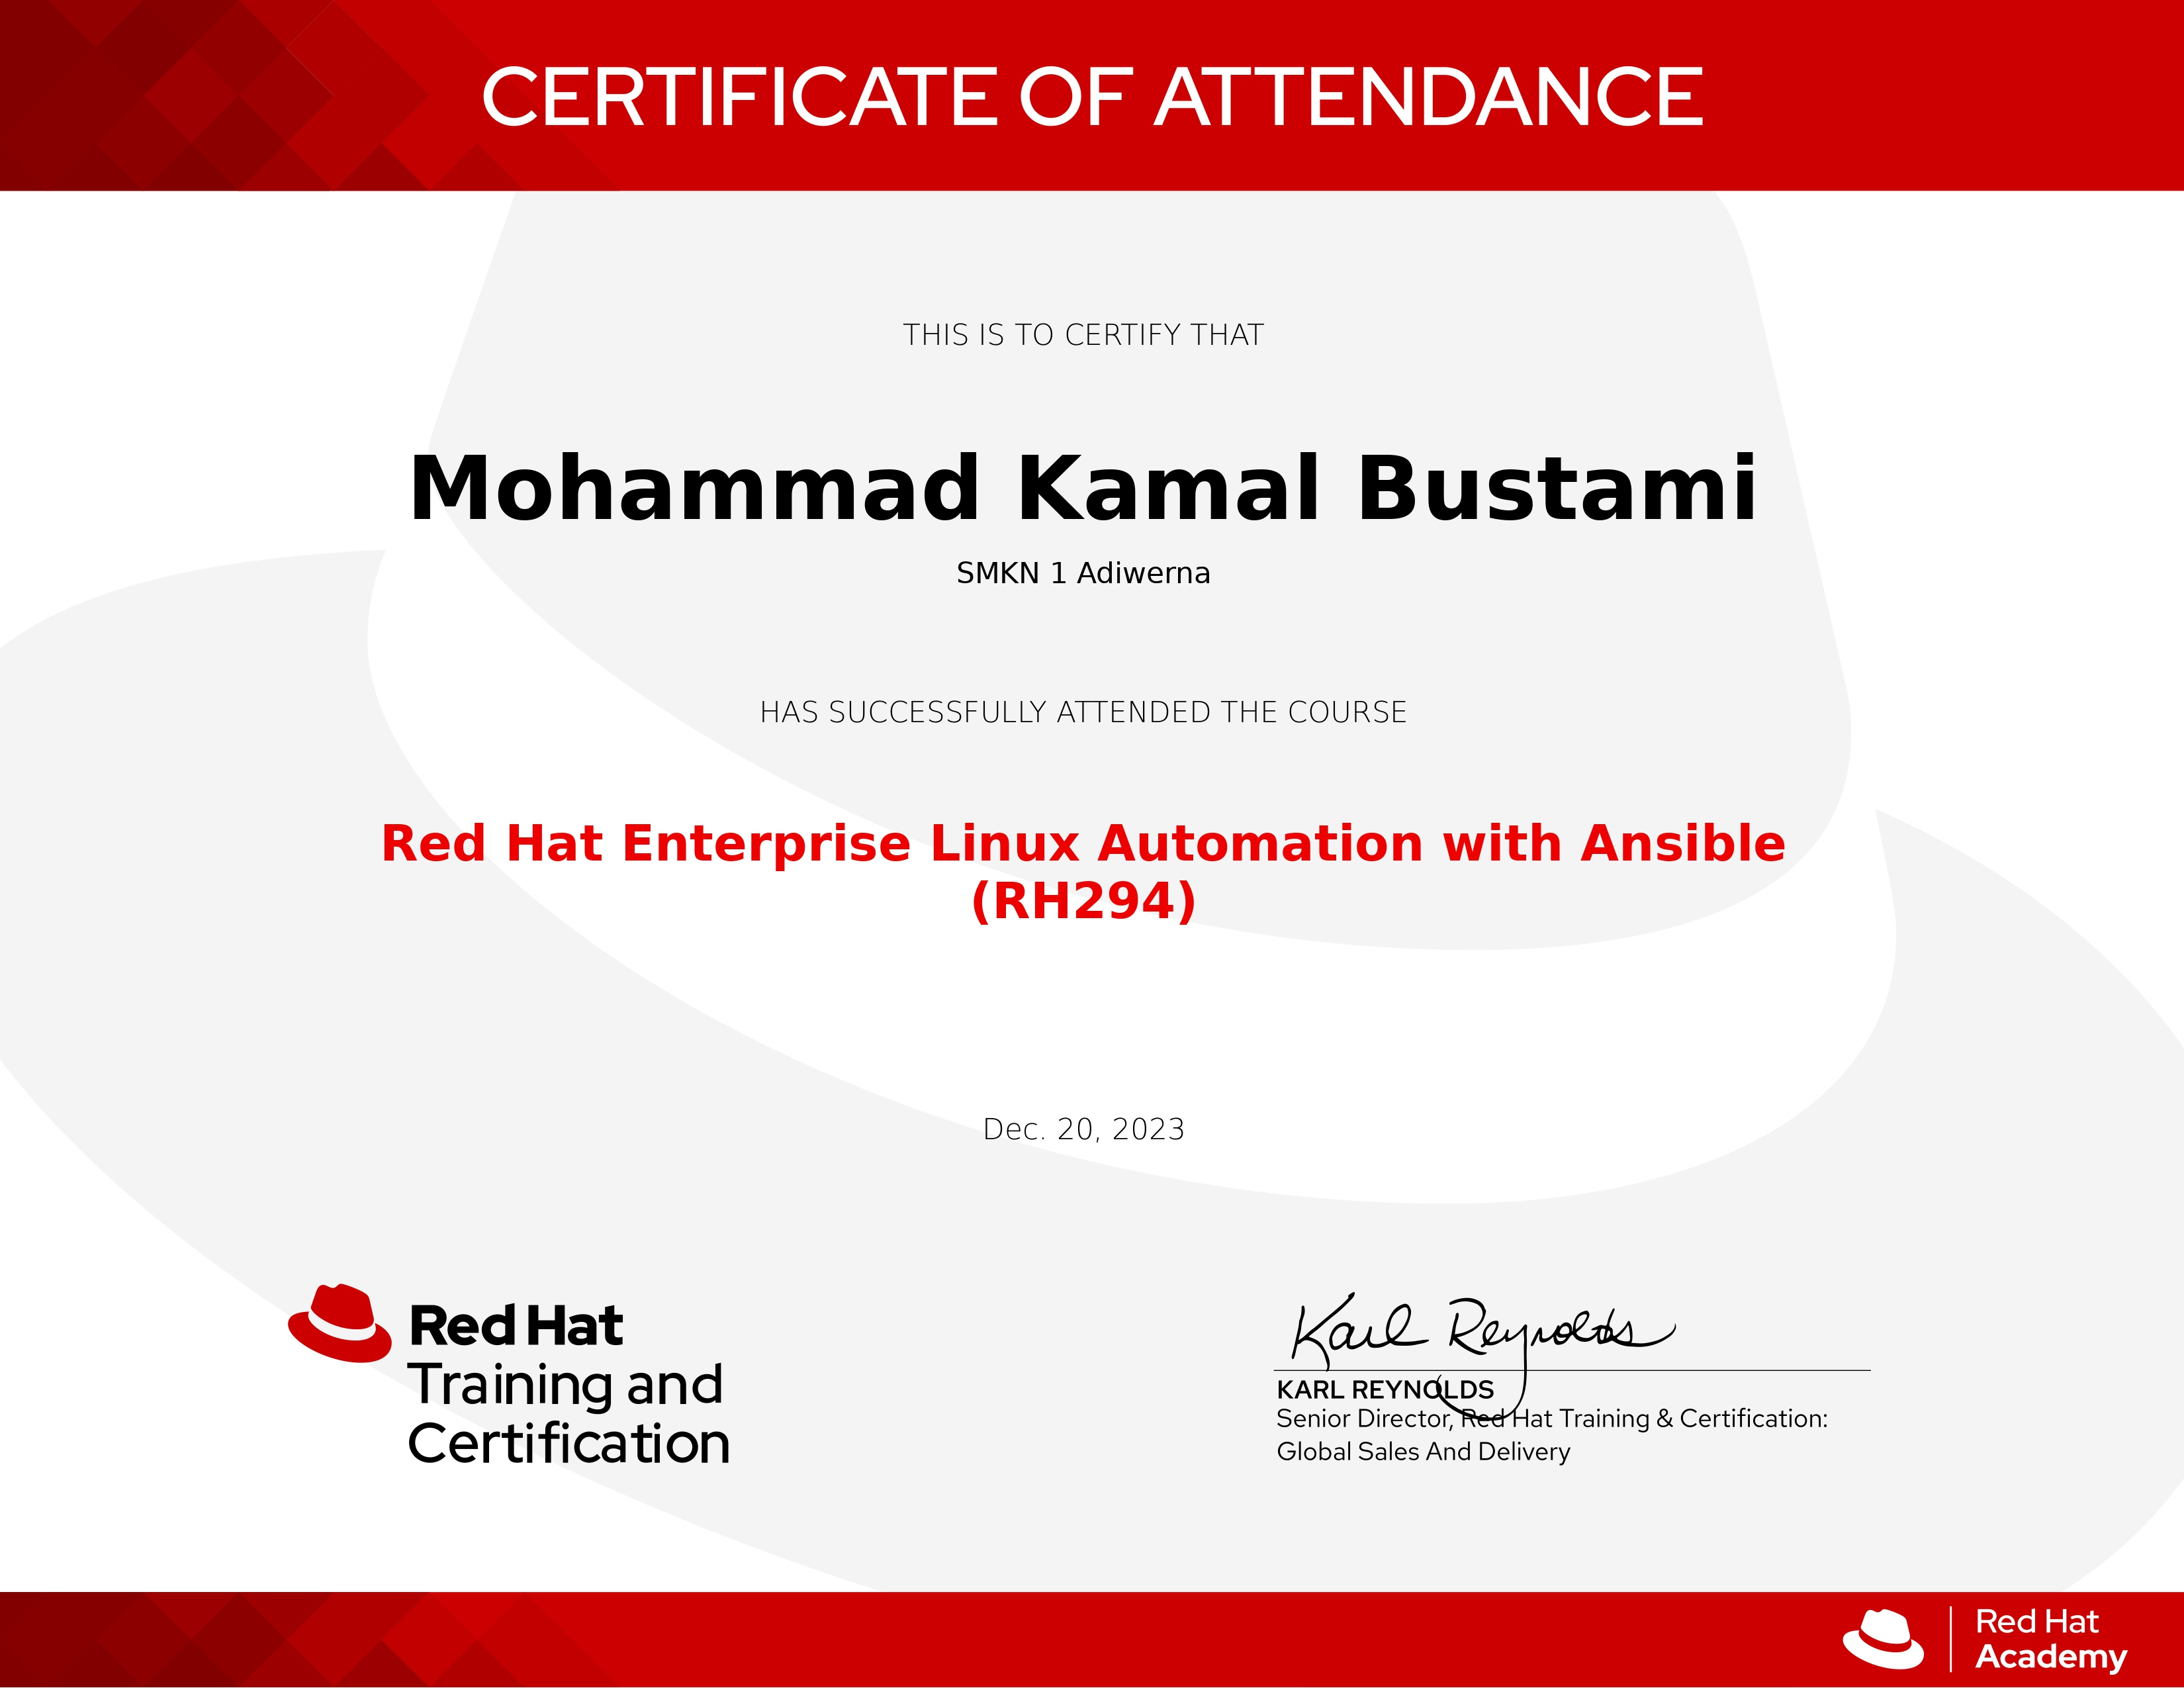 CERTIFICATE OF ATTENDANCE
THIS IS TO CERTIFY THAT
Mohammad Kamal Bustami
SMKN 1 Adiwerna
HAS SUCCESSFULLY ATTENDED THE COURSE
Red Hat Enterprise Linux Automation with Ansible
(RH294)
Dec. 20, 2023
Red Hat
Training and
Certification
Karl Reynolds
KARL REYNOLDS
Senior Director, Red Hat Training & Certification:
Global Sales And Delivery
Red Hat
Academy